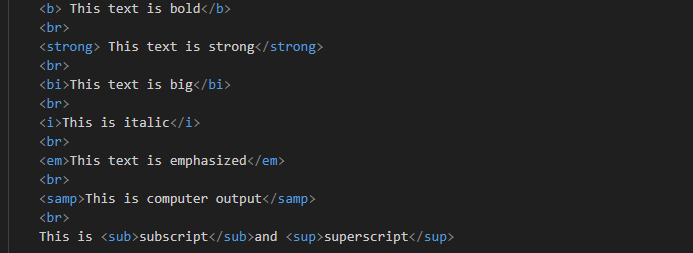 <b> This text is bold</b>
<br>
<strong> This text is strong</strong>
<br>
<bi>This text is big</bi>
<br>
<i>This is italic</i>
<br>
<em>This text is emphasized</em>
<br>
<samp>This is computer output</samp>
<br>
This is <sub>subscript</sub>and <sup>superscript</sup>